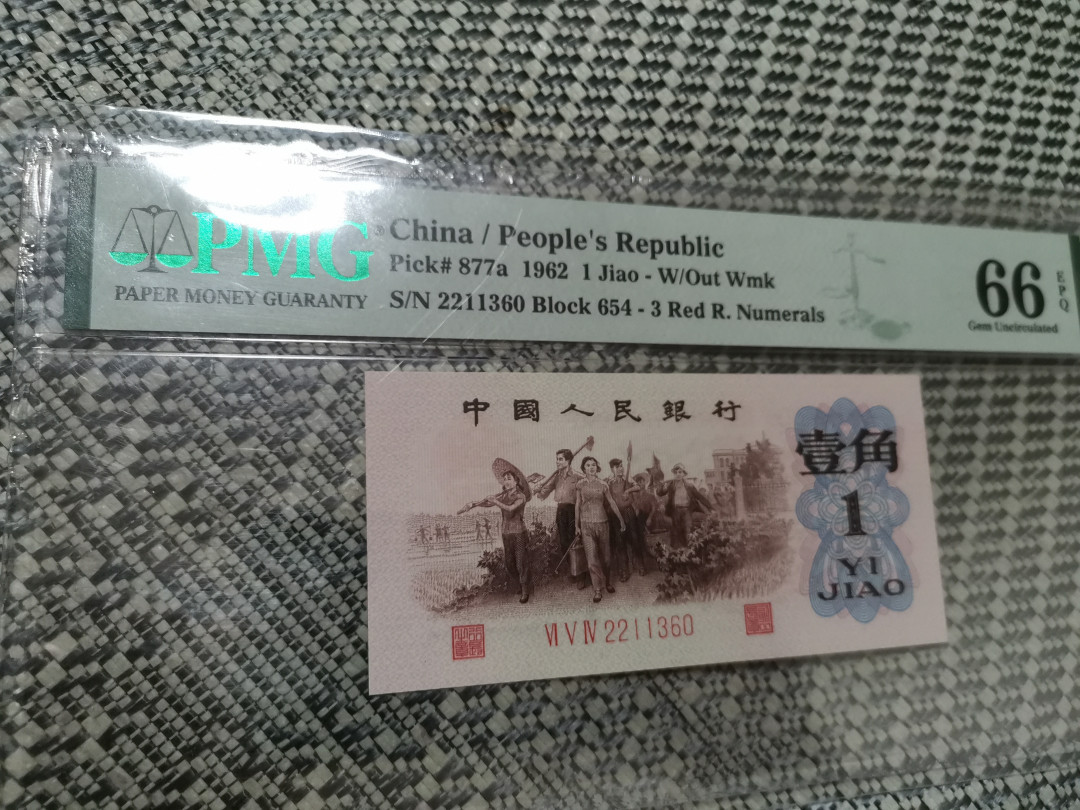 PMG
PAPER MONEY GUARANTY
China / People's Republic
Pick# 877a 1962 1 Jiao - W/Out Wmk
S/N 2211360 Block 654 - 3 Red R. Numerals
66 EPQ
Gem Uncirculated
中國人民銀行
壹角
1
YI
JIAO
VI V IV 2211360